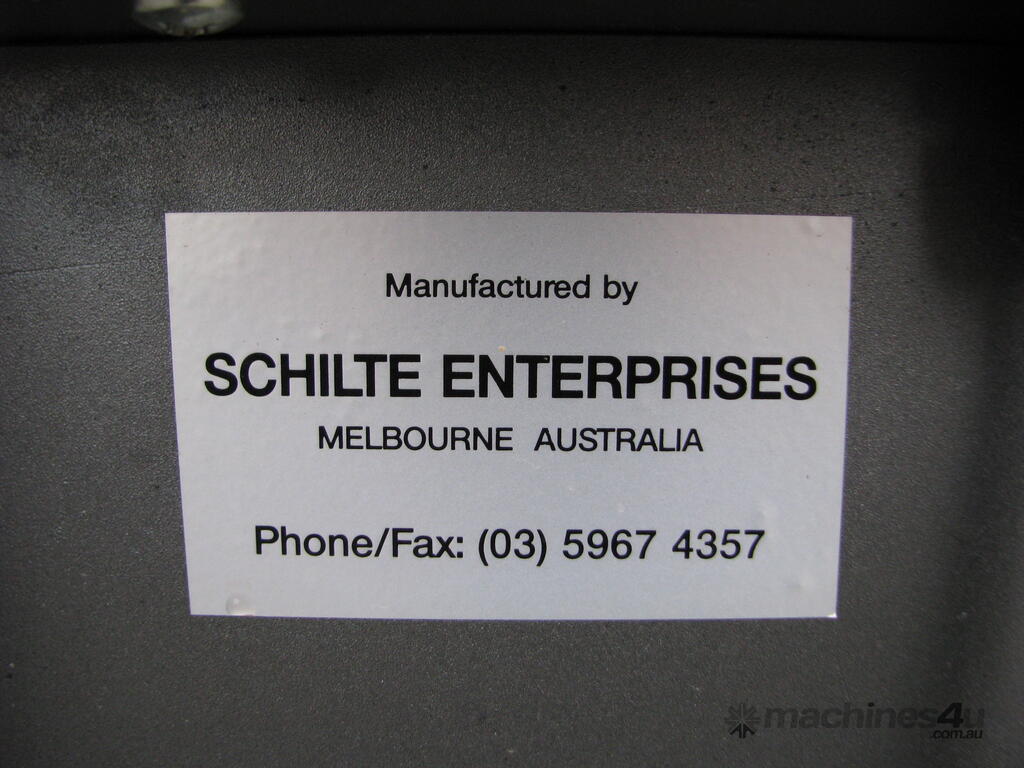 Manufactured by
SCHILTE ENTERPRISES
MELBOURNE AUSTRALIA
Phone/Fax: (03) 5967 4357
machines4u
.com.au